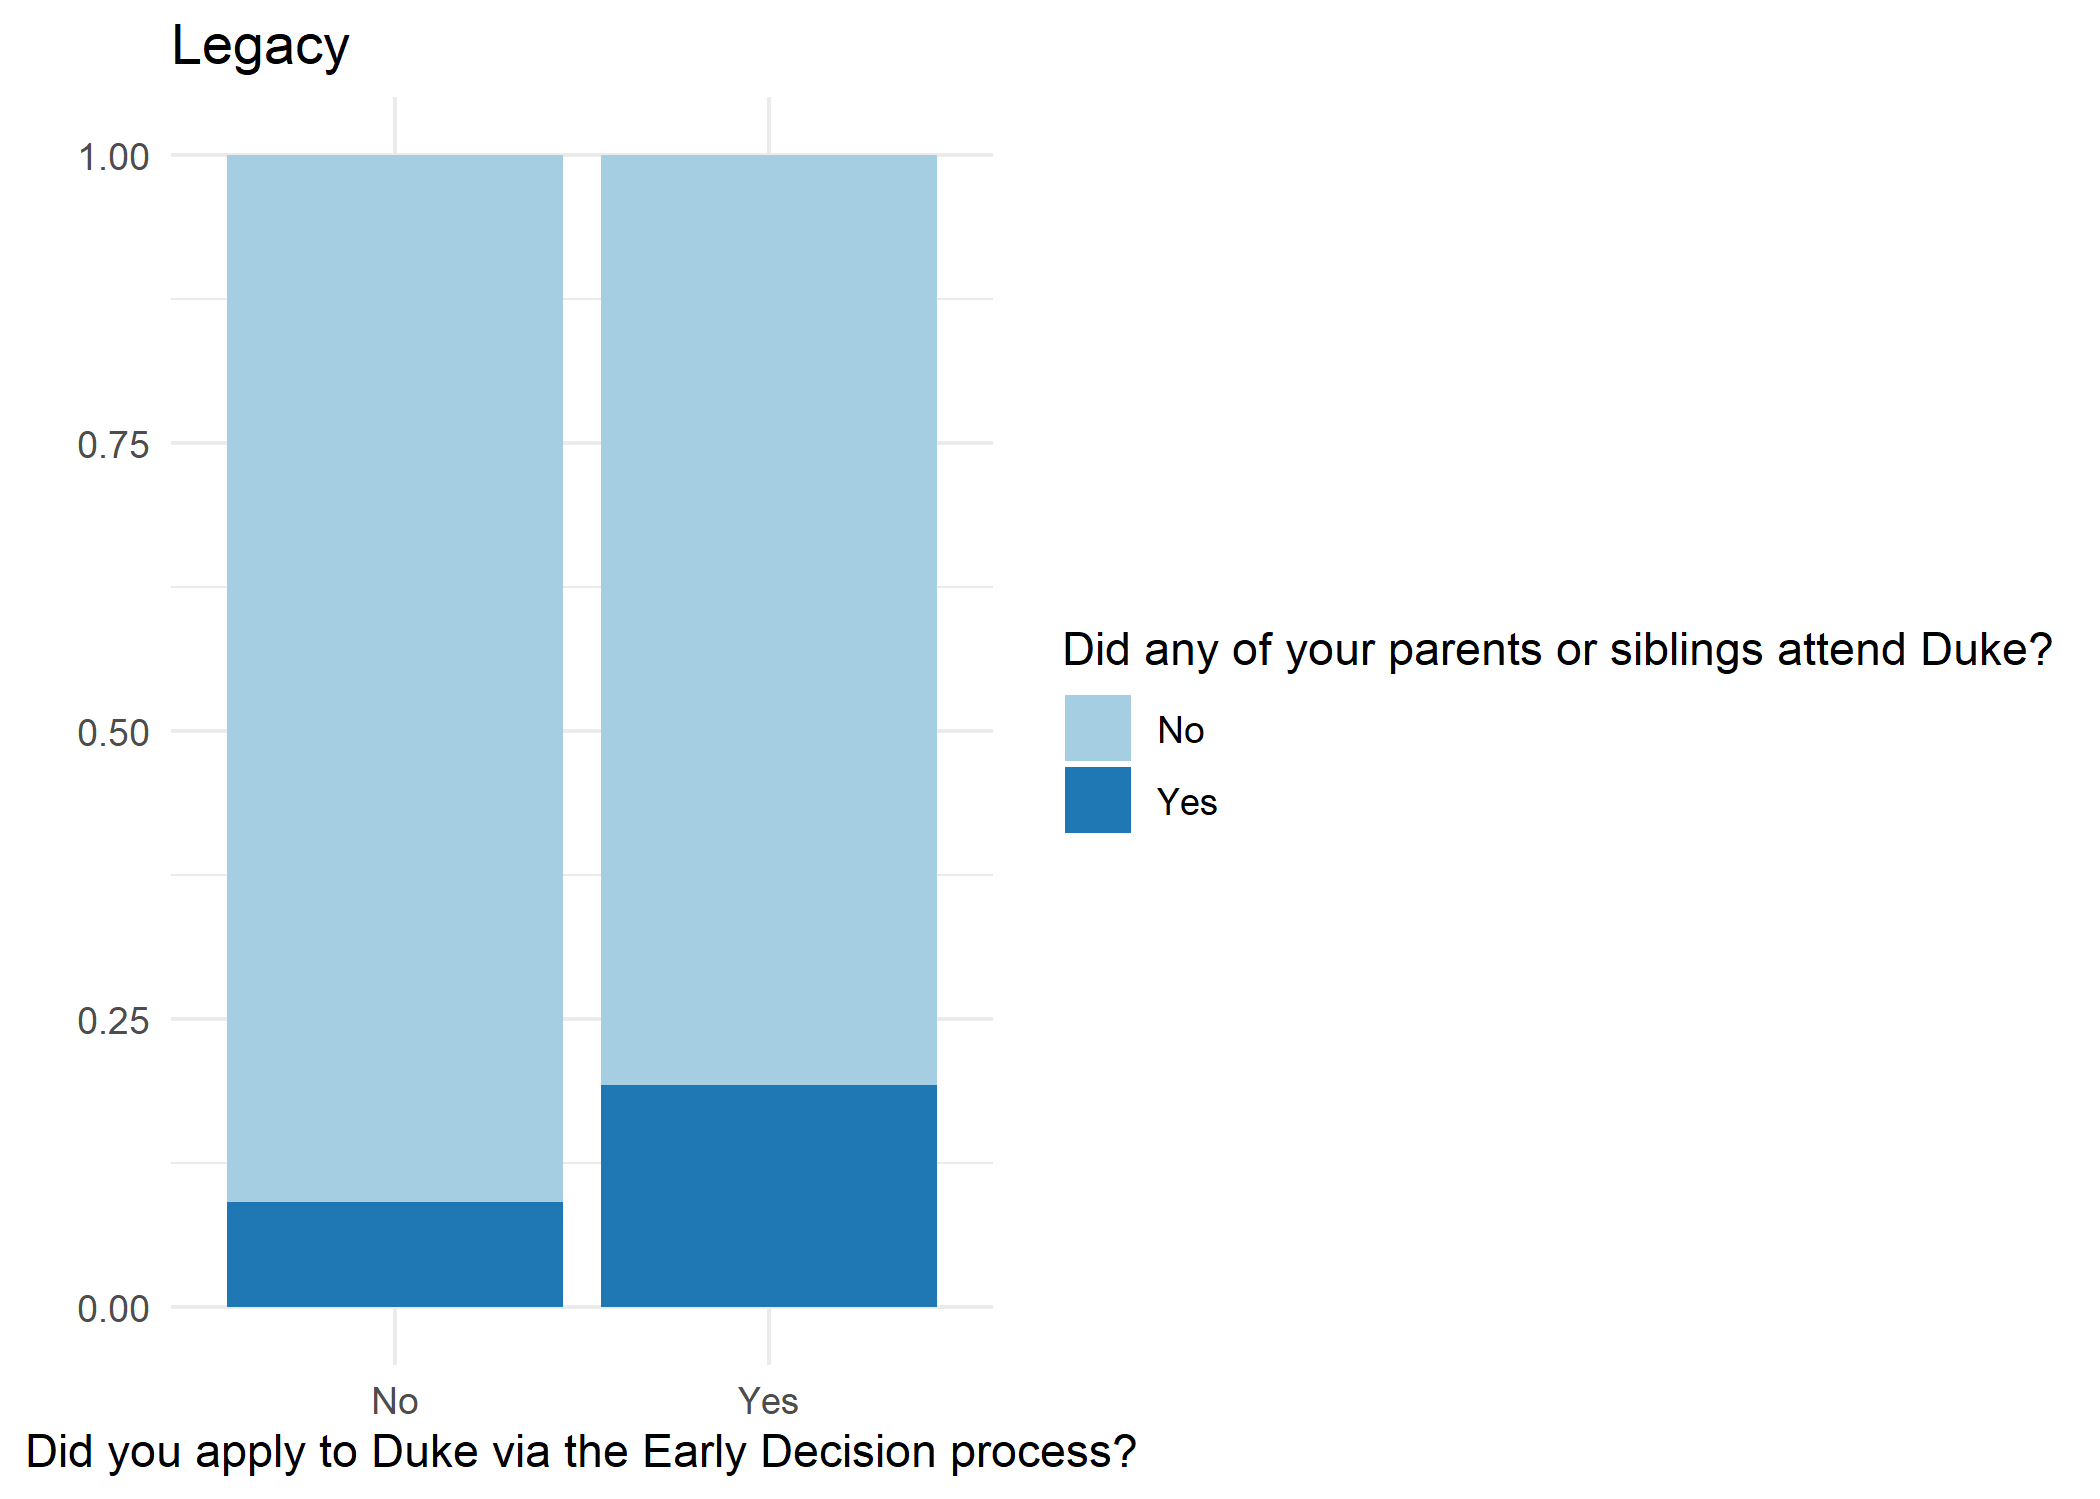 Legacy
1.00
0.75
0.50
0.25
0.00
No
Yes
Did you apply to Duke via the Early Decision process?
Did any of your parents or siblings attend Duke?
No
Yes